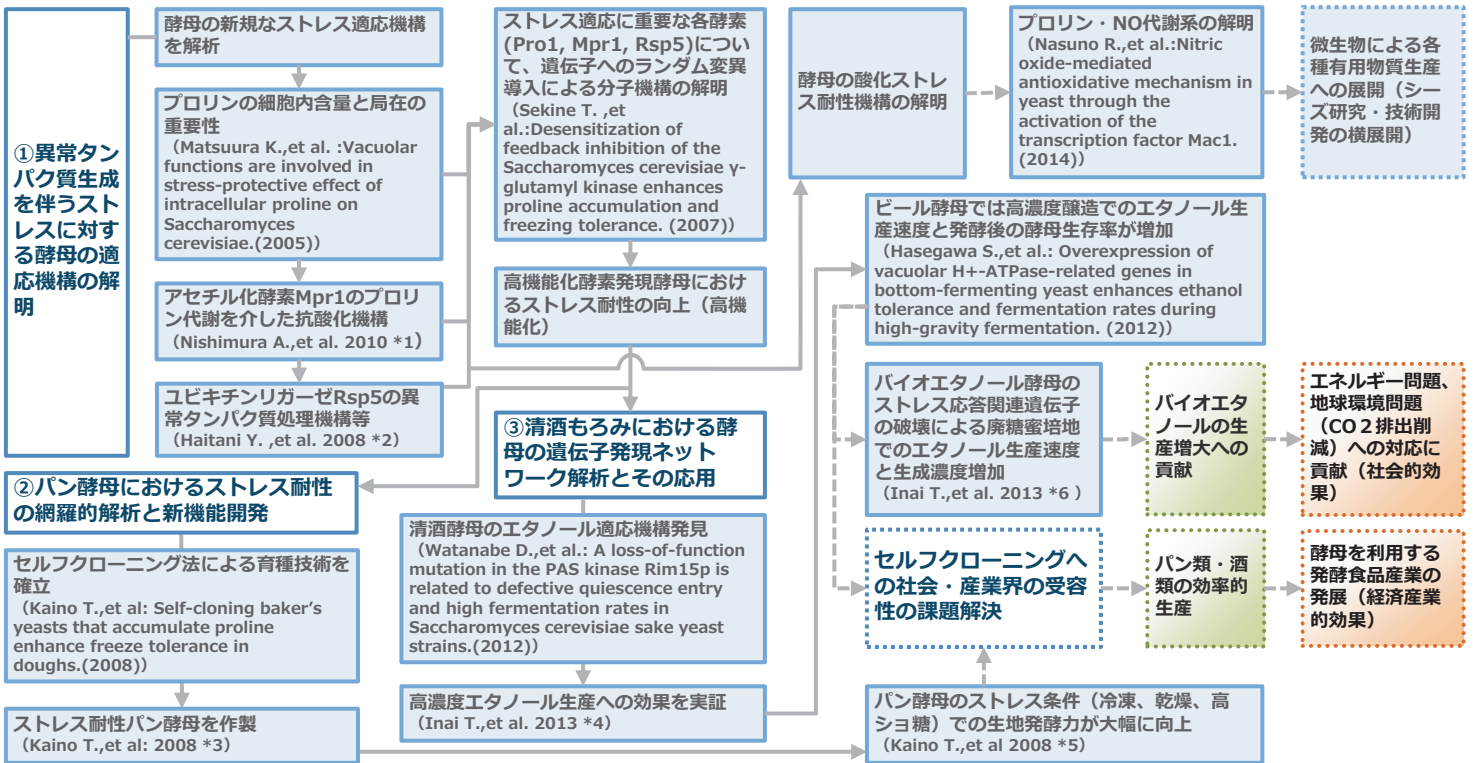 ①異常タン
パク質生成
を伴うスト
レスに対す
る酵母の適
応機構の解
明
酵母の新規なストレス適応機構
を解析
プロリンの細胞内含量と局在の
重要性
（Matsuura K.,et al. :Vacuolar
functions are involved in
stress-protective effect of
intracellular proline on
Saccharomyces
cerevisiae.(2005)）
アセチル化酵素Mpr1のプロリ
ン代謝を介した抗酸化機構
（Nishimura A.,et al. 2010 *1）
ユビキチンリガーゼRsp5の異
常タンパク質処理機構等
（Haitani Y. ,et al. 2008 *2）
②パン酵母におけるストレス耐性
の網羅的解析と新機能開発
セルフクローニング法による育種技術を
確立
（Kaino T.,et al: Self-cloning baker’s
yeasts that accumulate proline
enhance freeze tolerance in
doughs.(2008)）
ストレス耐性パン酵母を作製
（Kaino T.,et al: 2008 *3）
ストレス適応に重要な各酵素
(Pro1, Mpr1, Rsp5)につい
て、遺伝子へのランダム変異
導入による分子機構の解明
（Sekine T. ,et
al.:Desensitization of
feedback inhibition of the
Saccharomyces cerevisiae γ-
glutamyl kinase enhances
proline accumulation and
freezing tolerance. (2007)）
高機能化酵素発現酵母にお
けるストレス耐性の向上（高機
能化）
③清酒もろみにおける酵
母の遺伝子発現ネット
ワーク解析とその応用
清酒酵母のエタノール適応機構発見
（Watanabe D.,et al.: A loss-of-function
mutation in the PAS kinase Rim15p is
related to defective quiescence entry
and high fermentation rates in
Saccharomyces cerevisiae sake yeast
strains.(2012)）
高濃度エタノール生産への効果を実証
（Inai T.,et al. 2013 *4）
酵母の酸化ストレ
ス耐性機構の解明
プロリン・NO代謝系の解明
（Nasuno R.,et al.:Nitric
oxide-mediated
antioxidative mechanism in
yeast through the
activation of the
transcription factor Mac1.
(2014)）
微生物による各
種有用物質生産
への展開（シー
ズ研究・技術開
発の横展開）
ビール酵母では高濃度醸造でのエタノール生
産速度と発酵後の酵母生存率が増加
（Hasegawa S.,et al.: Overexpression of
vacuolar H+-ATPase-related genes in
bottom-fermenting yeast enhances ethanol
tolerance and fermentation rates during
high-gravity fermentation. (2012)）
バイオエタノール酵母の
ストレス応答関連遺伝子
の破壊による廃糖蜜培地
でのエタノール生産速度
と生成濃度増加
（Inai T.,et al. 2013 *6 ）
バイオエタ
ノールの生
産増大への
貢献
エネルギー問題、
地球環境問題
（CO２排出削
減）への対応に
貢献（社会的効
果）
セルフクローニングへ
の社会・産業界の受容
性の課題解決
パン類・酒
類の効率的
生産
酵母を利用する
発酵食品産業の
発展（経済産業
的効果）
パン酵母のストレス条件（冷凍、乾燥、高
ショ糖）での生地発酵力が大幅に向上
（Kaino T.,et al 2008 *5）